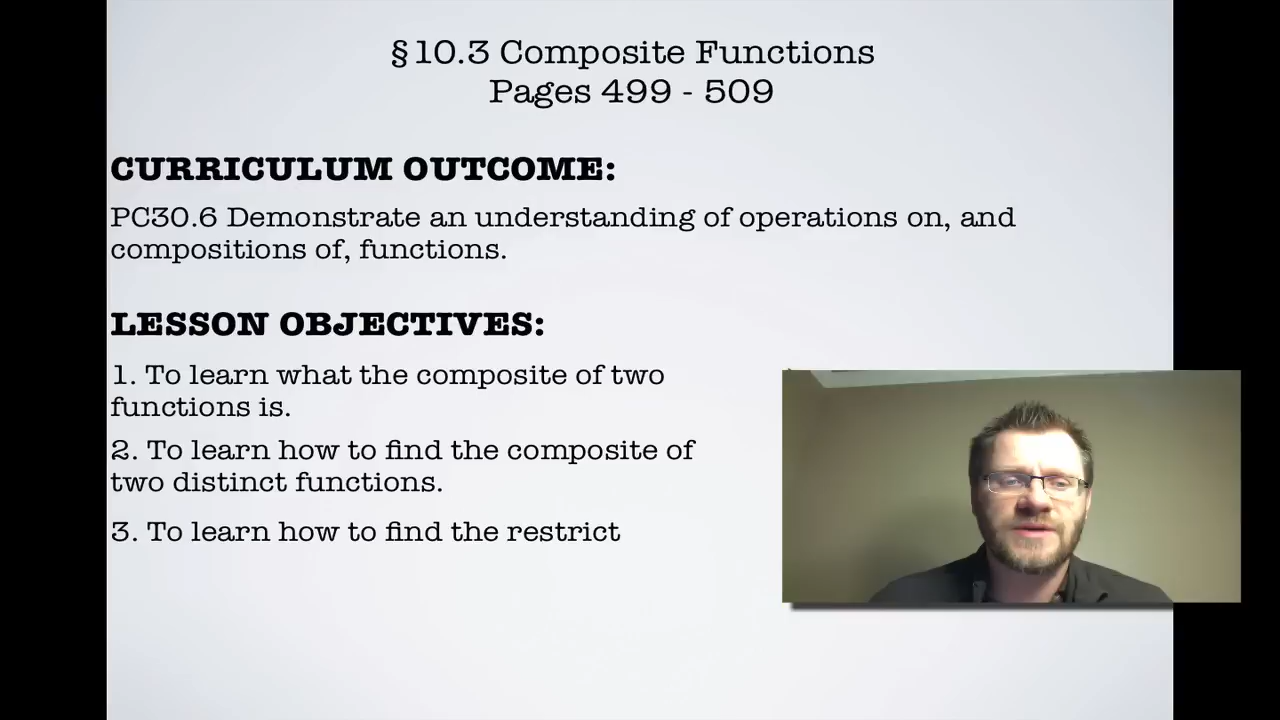 §10.3 Composite Functions
Pages 499 - 509
CURRICULUM OUTCOME:
PC30.6 Demonstrate an understanding of operations on, and
compositions of, functions.
LESSON OBJECTIVES:
1. To learn what the composite of two
functions is.
2. To learn how to find the composite of
two distinct functions.
3. To learn how to find the restrict